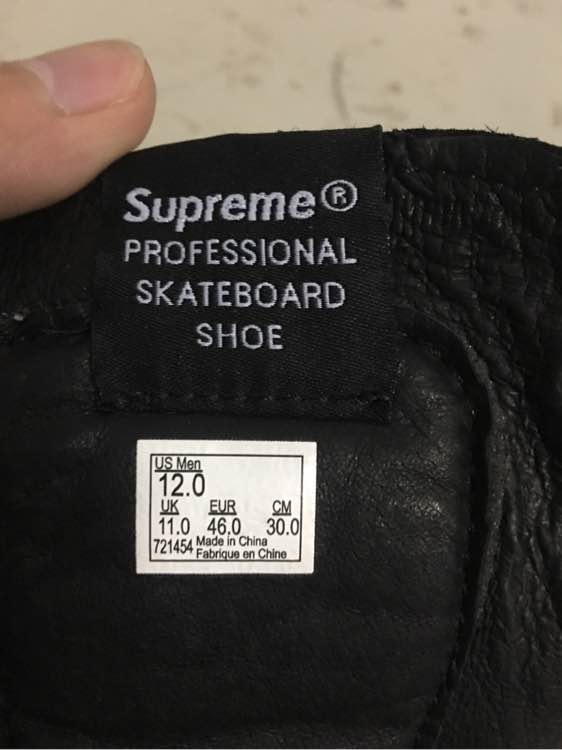 Supreme®
PROFESSIONAL
SKATEBOARD
SHOE
US Men
12.0
UK EUR CM
11.0 46.0 30.0
721454 Made in China
Fabrique en Chine